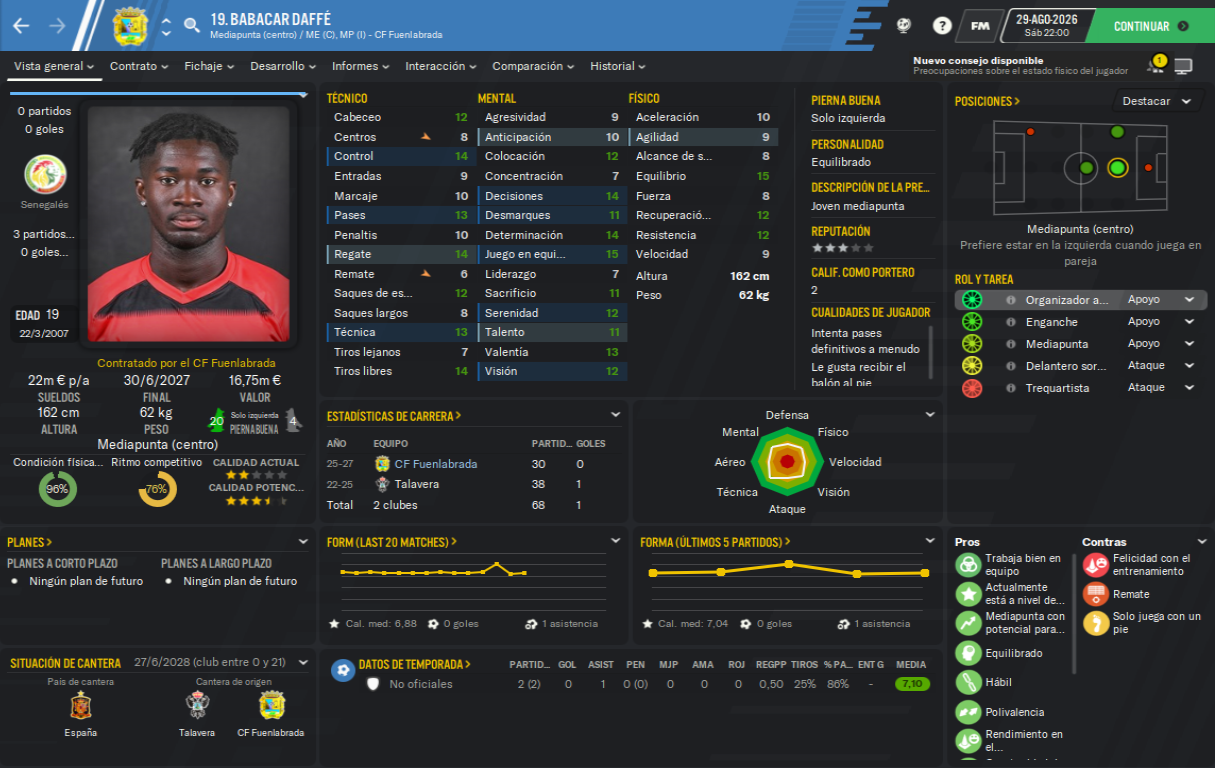 19. BABACAR DAFFÉ
Mediapunta (centro) / ME (C), MP (I) - CF Fuenlabrada
?
FM
29-AGO-2026
Sáb 22:00
CONTINUAR
Vista general
Contrato
Fichaje
Desarrollo
Informes
Interacción
Comparación
Historial
Nuevo consejo disponible
Preocupaciones sobre el estado físico del jugador
1
0 partidos
0 goles
Senegalés
3 partidos...
0 goles...
EDAD 19
22/3/2007
Contratado por el CF Fuenlabrada
22m € p/a
SUELDOS
30/6/2027
FINAL
16,75m €
VALOR
162 cm
ALTURA
62 kg
PESO
20
Solo izquierda
PIERNA BUENA
4
Mediapunta (centro)
Condición física...
96%
Ritmo competitivo
76%
CALIDAD ACTUAL
CALIDAD POTENC...
TÉCNICO
Cabeceo 12
Centros 8
Control 14
Entradas 9
Marcaje 10
Pases 13
Penaltis 10
Regate 14
Remate 6
Saques de es... 12
Saques largos 8
Técnica 13
Tiros lejanos 7
Tiros libres 14
MENTAL
Agresividad 9
Anticipación 10
Colocación 12
Concentración 7
Decisiones 14
Desmarques 11
Determinación 14
Juego en equi... 15
Liderazgo 7
Sacrificio 11
Serenidad 12
Talento 11
Valentía 13
Visión 12
FÍSICO
Aceleración 10
Agilidad 9
Alcance de s... 8
Equilibrio 15
Fuerza 8
Recuperació... 12
Resistencia 12
Velocidad 9
Altura 162 cm
Peso 62 kg
PIERNA BUENA
Solo izquierda
PERSONALIDAD
Equilibrado
DESCRIPCIÓN DE LA PRE...
Joven mediapunta
REPUTACIÓN
CALIF. COMO PORTERO
2
CUALIDADES DE JUGADOR
Intenta pases
definitivos a menudo
Le gusta recibir el
balón al pie
POSICIONES >
Destacar
Mediapunta (centro)
Prefiere estar en la izquierda cuando juega en
pareja
ROL Y TAREA
Organizador a... Apoyo
Enganche Apoyo
Mediapunta Apoyo
Delantero sor... Ataque
Trequartista Ataque
ESTADÍSTICAS DE CARRERA >
AÑO EQUIPO PARTID... GOLES
25-27 CF Fuenlabrada 30 0
22-25 Talavera 38 1
Total 2 clubes 68 1
Defensa
Físico
Velocidad
Visión
Ataque
Técnica
Aéreo
Mental
PLANES >
PLANES A CORTO PLAZO
Ningún plan de futuro
PLANES A LARGO PLAZO
Ningún plan de futuro
FORM (LAST 20 MATCHES) >
Cal. med: 6,88 0 goles 1 asistencia
FORMA (ÚLTIMOS 5 PARTIDOS) >
Cal. med: 7,04 0 goles 1 asistencia
Pros
Trabaja bien en
equipo
Actualmente
está a nivel de...
Mediapunta con
potencial para...
Equilibrado
Hábil
Polivalencia
Rendimiento en
el...
Contras
Felicidad con el
entrenamiento
Remate
Solo juega con un
pie
SITUACIÓN DE CANTERA 27/6/2028 (club entre 0 y 21)
País de cantera
España
Cantera de origen
Talavera
CF Fuenlabrada
DATOS DE TEMPORADA >
PARTID... GOL ASIST PEN MJP AMA ROJ REGPP TIROS % PA... ENT G MEDIA
No oficiales 2 (2) 0 1 0 (0) 0 0 0 0,50 25% 86% - 7,10